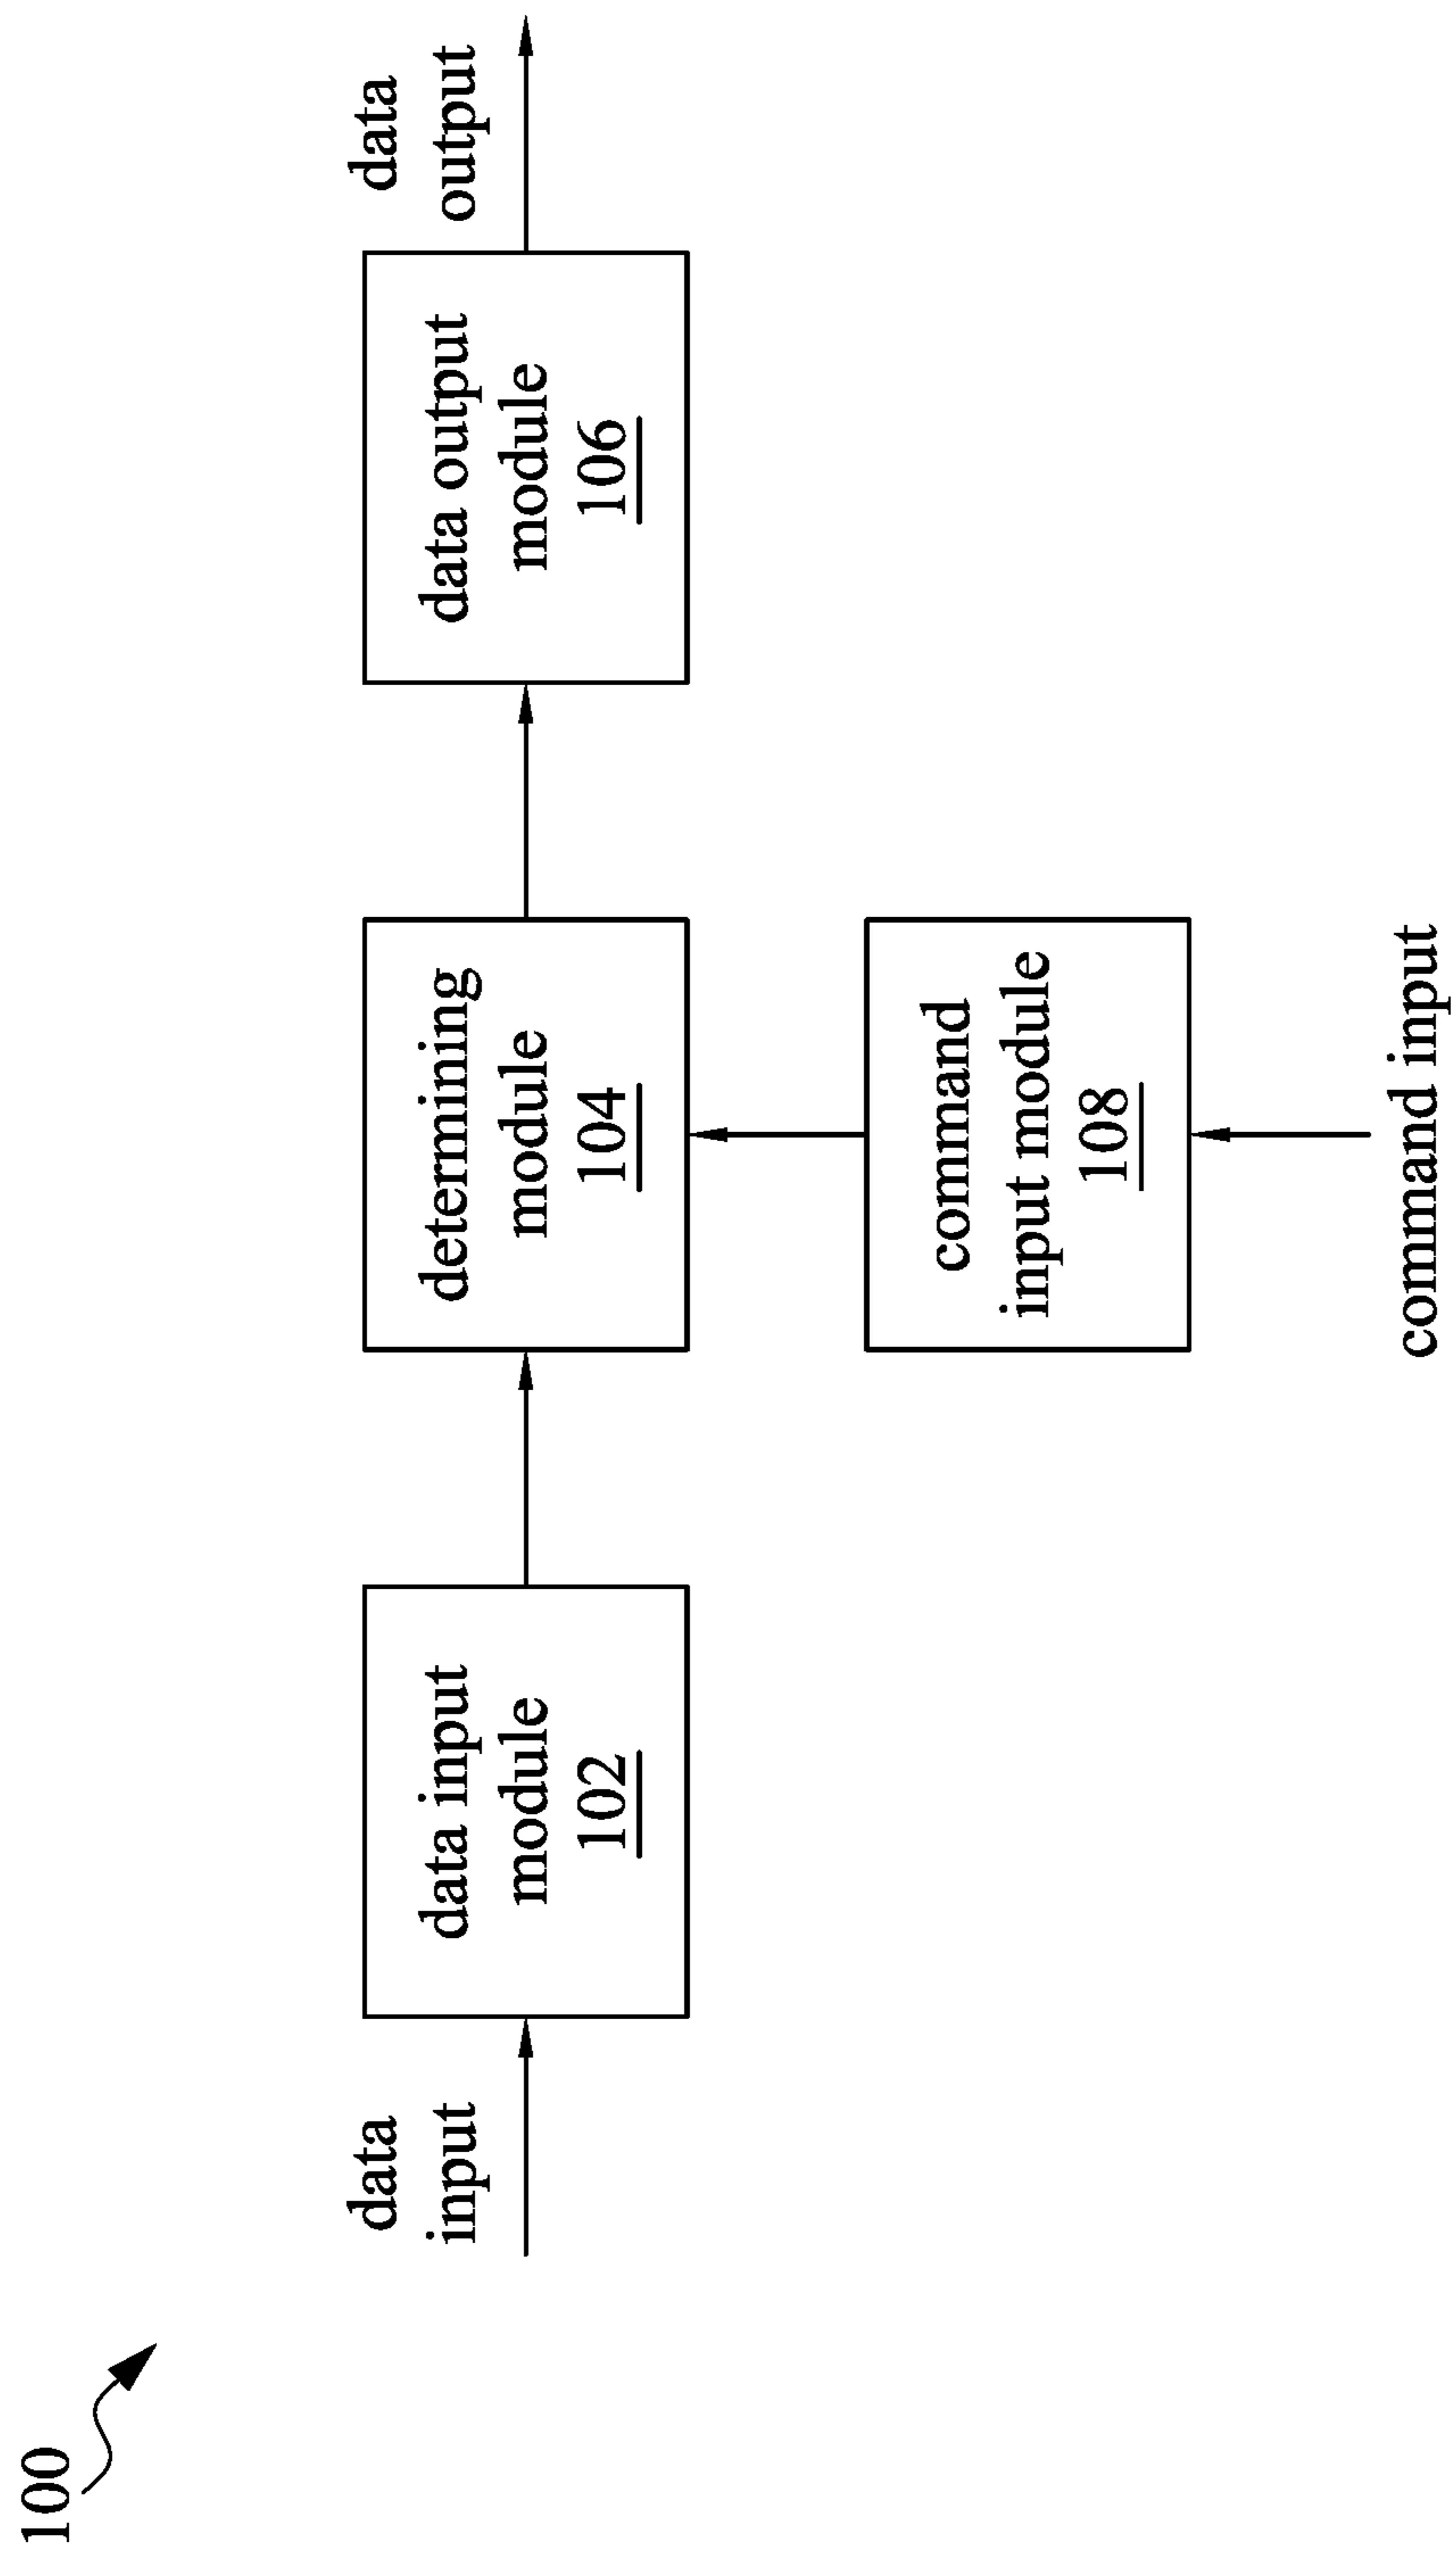 100
data
input
data input
module
102
determining
module
104
data output
module
106
data
output
command
input module
108
command input